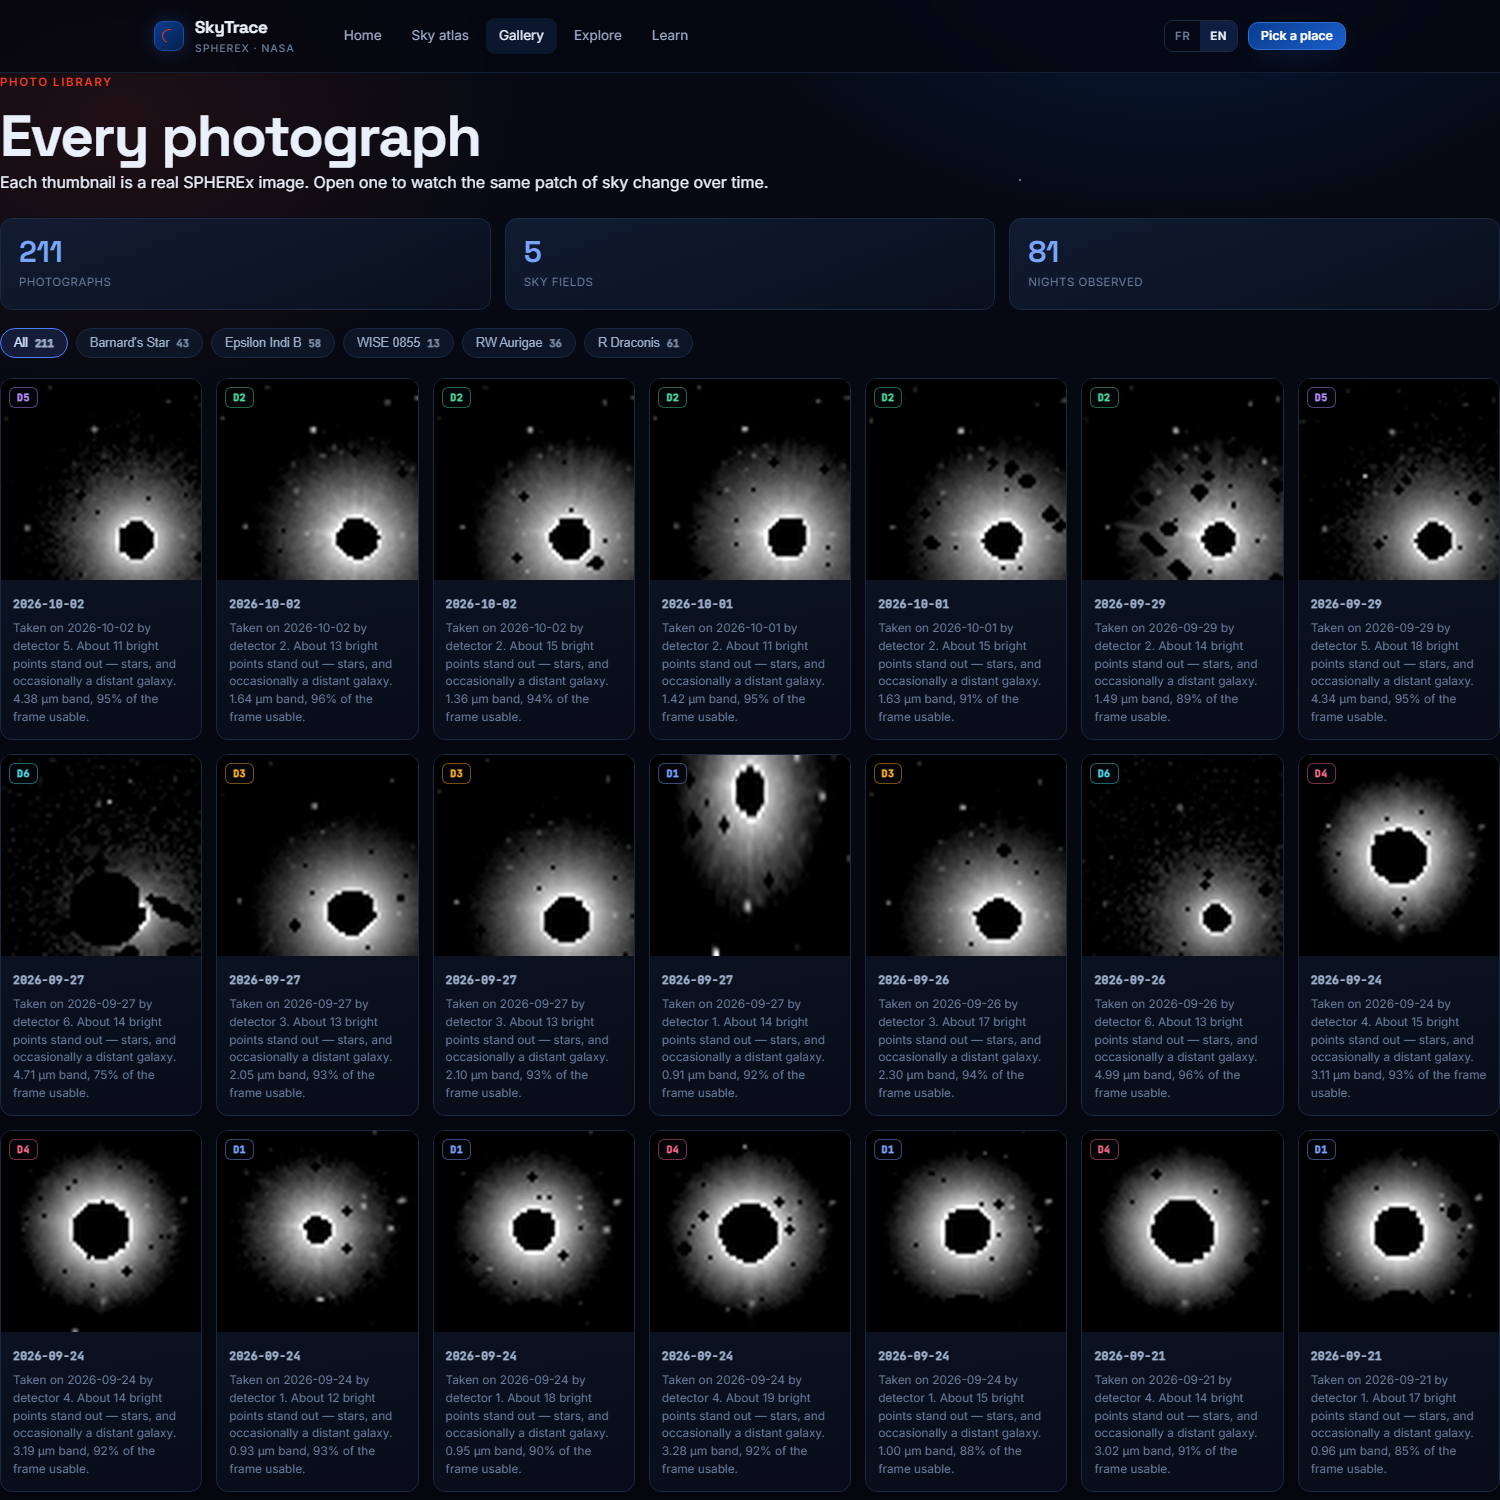 SkyTrace
SPHEREX · NASA
Home
Sky atlas
Gallery
Explore
Learn
FR
EN
Pick a place
PHOTO LIBRARY
Every photograph
Each thumbnail is a real SPHEREx image. Open one to watch the same patch of sky change over time.
211
PHOTOGRAPHS
5
SKY FIELDS
81
NIGHTS OBSERVED
All 211
Barnard's Star 43
Epsilon Indi B 58
WISE 0855 13
RW Aurigae 36
R Draconis 61
D5
2026-10-02
Taken on 2026-10-02 by
detector 5. About 11 bright
points stand out — stars, and
occasionally a distant galaxy.
4.38 µm band, 95% of the
frame usable.
D2
2026-10-02
Taken on 2026-10-02 by
detector 2. About 13 bright
points stand out — stars, and
occasionally a distant galaxy.
1.64 µm band, 96% of the
frame usable.
D2
2026-10-02
Taken on 2026-10-02 by
detector 2. About 15 bright
points stand out — stars, and
occasionally a distant galaxy.
1.36 µm band, 94% of the
frame usable.
D2
2026-10-01
Taken on 2026-10-01 by
detector 2. About 11 bright
points stand out — stars, and
occasionally a distant galaxy.
1.42 µm band, 95% of the
frame usable.
D2
2026-10-01
Taken on 2026-10-01 by
detector 2. About 15 bright
points stand out — stars, and
occasionally a distant galaxy.
1.63 µm band, 91% of the
frame usable.
D2
2026-09-29
Taken on 2026-09-29 by
detector 2. About 14 bright
points stand out — stars, and
occasionally a distant galaxy.
1.49 µm band, 89% of the
frame usable.
D5
2026-09-29
Taken on 2026-09-29 by
detector 5. About 18 bright
points stand out — stars, and
occasionally a distant galaxy.
4.34 µm band, 95% of the
frame usable.
D6
2026-09-27
Taken on 2026-09-27 by
detector 6. About 14 bright
points stand out — stars, and
occasionally a distant galaxy.
4.71 µm band, 75% of the
frame usable.
D3
2026-09-27
Taken on 2026-09-27 by
detector 3. About 13 bright
points stand out — stars, and
occasionally a distant galaxy.
2.05 µm band, 93% of the
frame usable.
D3
2026-09-27
Taken on 2026-09-27 by
detector 3. About 13 bright
points stand out — stars, and
occasionally a distant galaxy.
2.10 µm band, 93% of the
frame usable.
D1
2026-09-27
Taken on 2026-09-27 by
detector 1. About 14 bright
points stand out — stars, and
occasionally a distant galaxy.
0.91 µm band, 92% of the
frame usable.
D3
2026-09-26
Taken on 2026-09-26 by
detector 3. About 17 bright
points stand out — stars, and
occasionally a distant galaxy.
2.30 µm band, 94% of the
frame usable.
D6
2026-09-26
Taken on 2026-09-26 by
detector 6. About 13 bright
points stand out — stars, and
occasionally a distant galaxy.
4.99 µm band, 96% of the
frame usable.
D4
2026-09-24
Taken on 2026-09-24 by
detector 4. About 15 bright
points stand out — stars, and
occasionally a distant galaxy.
3.11 µm band, 93% of the frame
usable.
D4
2026-09-24
Taken on 2026-09-24 by
detector 4. About 14 bright
points stand out — stars, and
occasionally a distant galaxy.
3.19 µm band, 92% of the
frame usable.
D1
2026-09-24
Taken on 2026-09-24 by
detector 1. About 12 bright
points stand out — stars, and
occasionally a distant galaxy.
0.93 µm band, 93% of the
frame usable.
D1
2026-09-24
Taken on 2026-09-24 by
detector 1. About 18 bright
points stand out — stars, and
occasionally a distant galaxy.
0.95 µm band, 90% of the
frame usable.
D4
2026-09-24
Taken on 2026-09-24 by
detector 4. About 19 bright
points stand out — stars, and
occasionally a distant galaxy.
3.28 µm band, 92% of the
frame usable.
D1
2026-09-24
Taken on 2026-09-24 by
detector 1. About 15 bright
points stand out — stars, and
occasionally a distant galaxy.
1.00 µm band, 88% of the
frame usable.
D4
2026-09-21
Taken on 2026-09-21 by
detector 4. About 14 bright
points stand out — stars, and
occasionally a distant galaxy.
3.02 µm band, 91% of the
frame usable.
D1
2026-09-21
Taken on 2026-09-21 by
detector 1. About 17 bright
points stand out — stars, and
occasionally a distant galaxy.
0.96 µm band, 85% of the
frame usable.